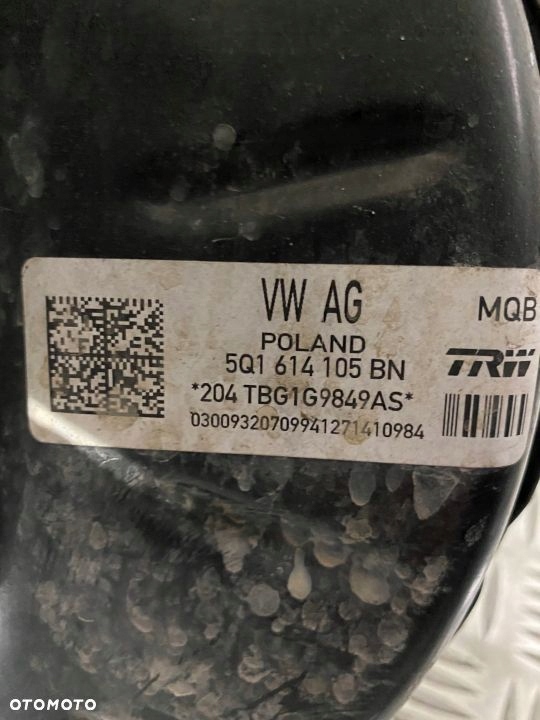 VW AG
MQB
POLAND
5Q1 614 105 BN
TRW
*204 TBG1G9849AS*
03009320709941271410984
OTOMOTO